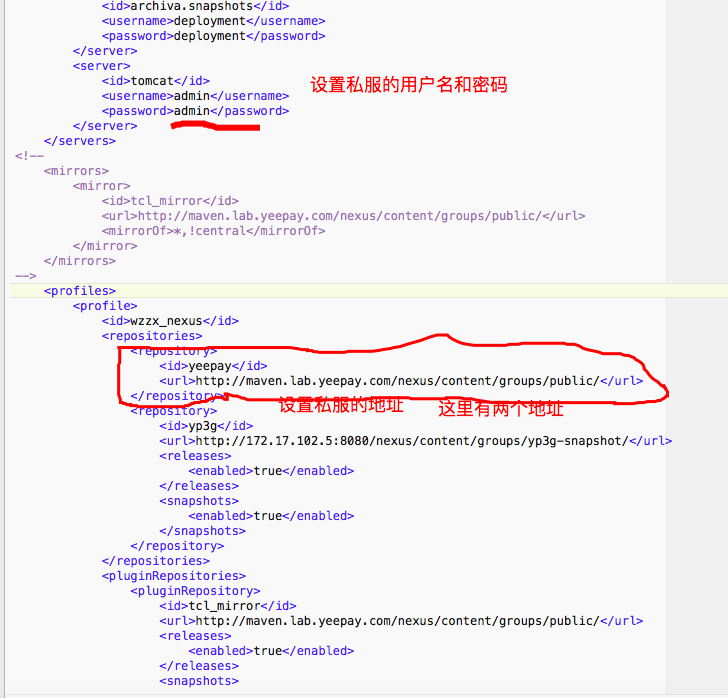 <id>archiva.snapshots</id>
<username>deployment</username>
<password>deployment</password>
</server>
<server>
<id>tomcat</id>
设置私服的用户名和密码
<username>admin</username>
<password>admin</password>
</server>
</servers>
<!--
<mirrors>
<mirror>
<id>tcl_mirror</id>
<url>http://maven.lab.yeepay.com/nexus/content/groups/public/</url>
<mirrorOf>*,!central</mirrorOf>
</mirror>
</mirrors>
-->
<profiles>
<profile>
<id>wzzx_nexus</id>
<repositories>
<repository>
<id>yeepay</id>
<url>http://maven.lab.yeepay.com/nexus/content/groups/public/</url>
</repository>
设置私服的地址 这里有两个地址
<repository>
<id>yp3g</id>
<url>http://172.17.102.5:8080/nexus/content/groups/yp3g-snapshot/</url>
<releases>
<enabled>true</enabled>
</releases>
<snapshots>
<enabled>true</enabled>
</snapshots>
</repository>
</repositories>
<pluginRepositories>
<pluginRepository>
<id>tcl_mirror</id>
<url>http://maven.lab.yeepay.com/nexus/content/groups/public/</url>
<releases>
<enabled>true</enabled>
</releases>
<snapshots>